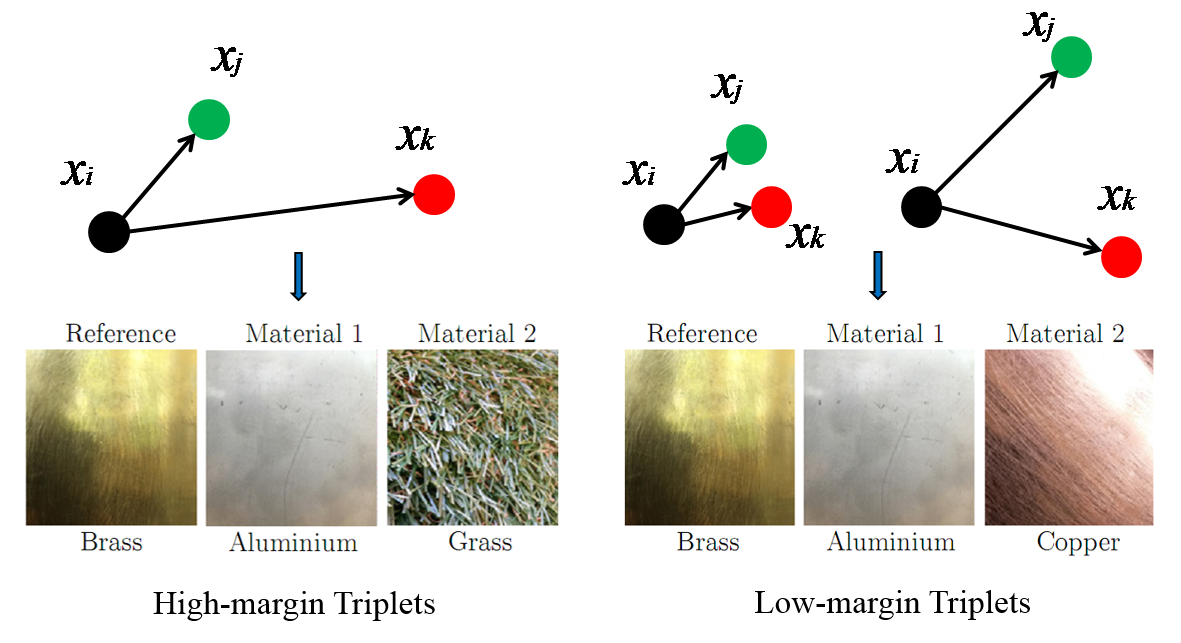 xj
xk
xi
Reference Material 1 Material 2
Brass Aluminium Grass
High-margin Triplets
xj
xi
xk
xj
xi
xk
Reference Material 1 Material 2
Brass Aluminium Copper
Low-margin Triplets